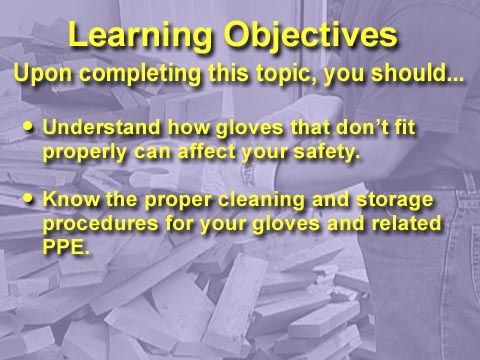 Learning Objectives
Upon completing this topic, you should...
• Understand how gloves that don’t fit
properly can affect your safety.
• Know the proper cleaning and storage
procedures for your gloves and related
PPE.